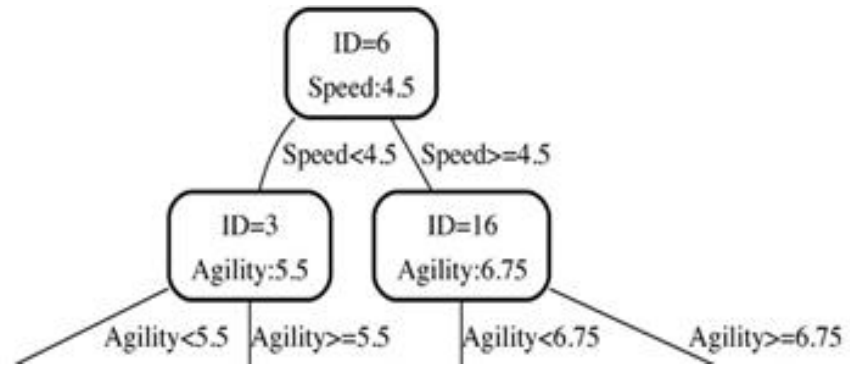 ID=6
Speed:4.5
Speed<4.5 Speed>=4.5
ID=3 ID=16
Agility:5.5 Agility:6.75
Agility<5.5 Agility>=5.5 Agility<6.75 Agility>=6.75